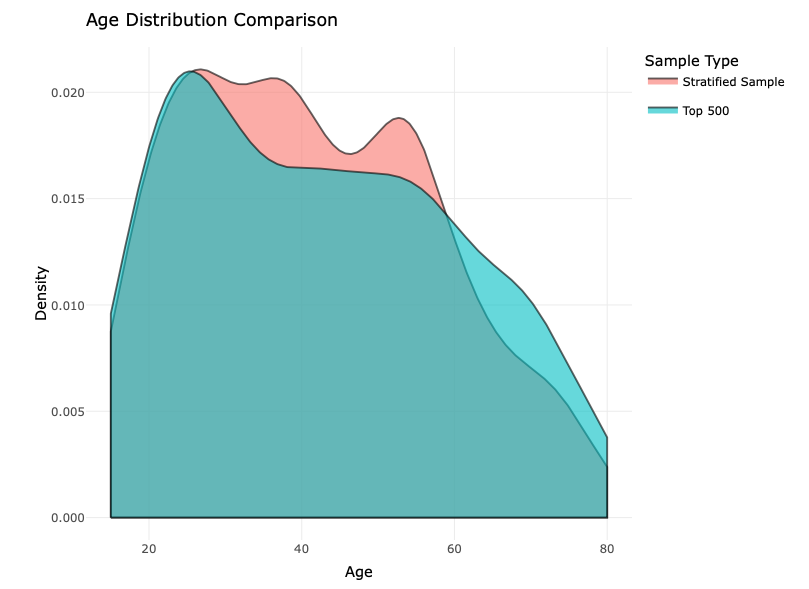 Age Distribution Comparison
Sample Type
Stratified Sample
Top 500
0.020
0.015
0.010
0.005
0.000
Density
20 40 60 80
Age